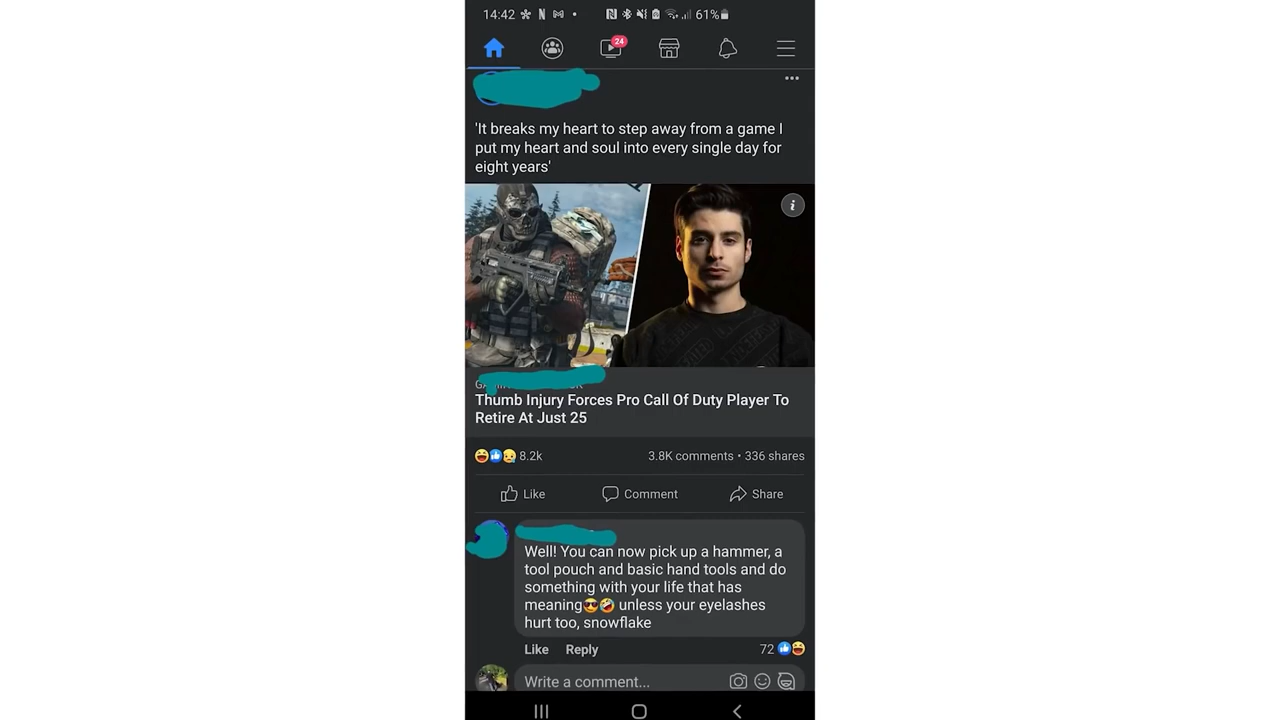 14:42
61%
24
'It breaks my heart to step away from a game I
put my heart and soul into every single day for
eight years'
Thumb Injury Forces Pro Call Of Duty Player To
Retire At Just 25
8.2k
3.8K comments • 336 shares
Like
Comment
Share
Well! You can now pick up a hammer, a
tool pouch and basic hand tools and do
something with your life that has
meaning😎🤣 unless your eyelashes
hurt too, snowflake
Like Reply
72
Write a comment...